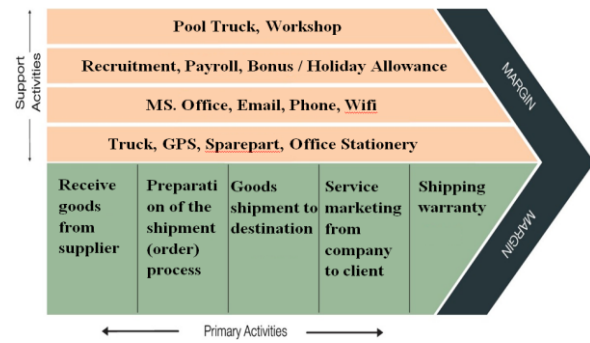 Support
Activities
Pool Truck, Workshop
Recruitment, Payroll, Bonus / Holiday Allowance
MS. Office, Email, Phone, Wifi
Truck, GPS, Sparepart, Office Stationery
MARGIN
Receive
goods
from
supplier
Preparati
on of the
shipment
(order)
process
Goods
shipment to
destination
Service
marketing
from
company
to client
Shipping
warranty
MARGIN
Primary Activities